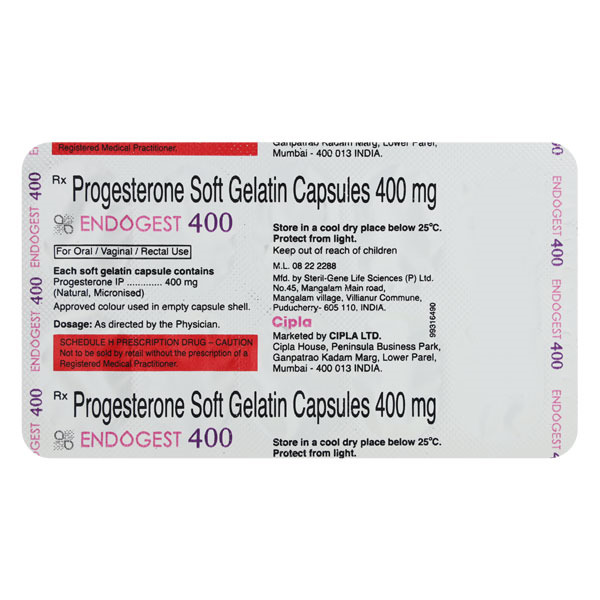 Registered Medical Practitioner.
Ganpatrao Kadam Marg, Lower Parel,
Mumbai - 400 013 INDIA.
Rx Progesterone Soft Gelatin Capsules 400 mg
ENDOGEST 400
For Oral / Vaginal / Rectal Use
Each soft gelatin capsule contains
Progesterone IP ............. 400 mg
(Natural, Micronised)
Approved colour used in empty capsule shell.
Dosage: As directed by the Physician.
SCHEDULE H PRESCRIPTION DRUG – CAUTION
Not to be sold by retail without the prescription of a
Registered Medical Practitioner.
Store in a cool dry place below 25°C.
Protect from light.
Keep out of reach of children
M.L. 08 22 2288
Mfd. by Steril-Gene Life Sciences (P) Ltd.
No.45, Mangalam Main road,
Mangalam village, Villianur Commune,
Puducherry- 605 110, INDIA.
Cipla
Marketed by CIPLA LTD.
Cipla House, Peninsula Business Park,
Ganpatrao Kadam Marg, Lower Parel,
Mumbai - 400 013 INDIA.
Rx Progesterone Soft Gelatin Capsules 400 mg
ENDOGEST 400
Store in a cool dry place below 25°C.
Protect from light.
ENDOGEST 400
ENDOGEST 400
ENDOGEST 400
ENDOGEST 400
ENDOGEST 400